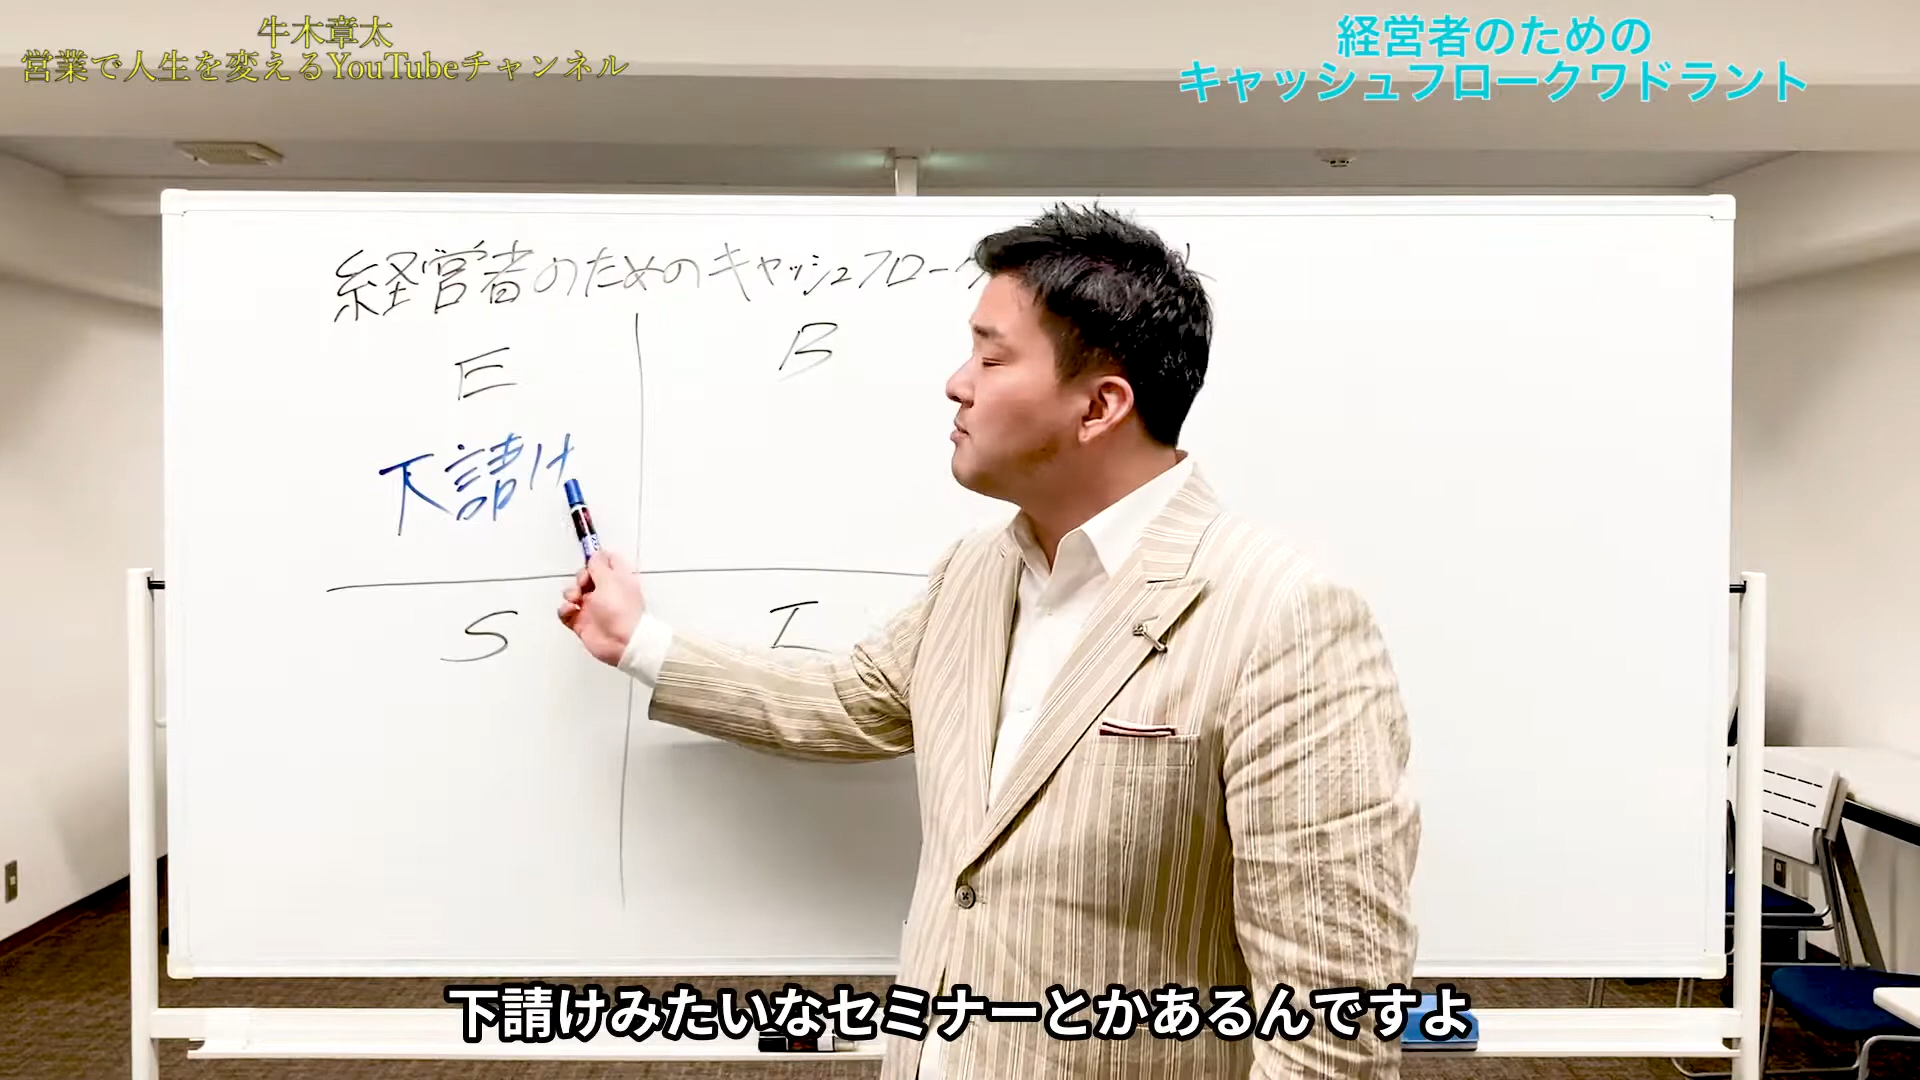 牛木章太
営業で人生を変えるYouTubeチャンネル
経営者のための
キャッシュフロークワドラント
経営者のためのキャッシュフローク
E
B
下請け
S
I
下請けみたいなセミナーとかあるんですよ